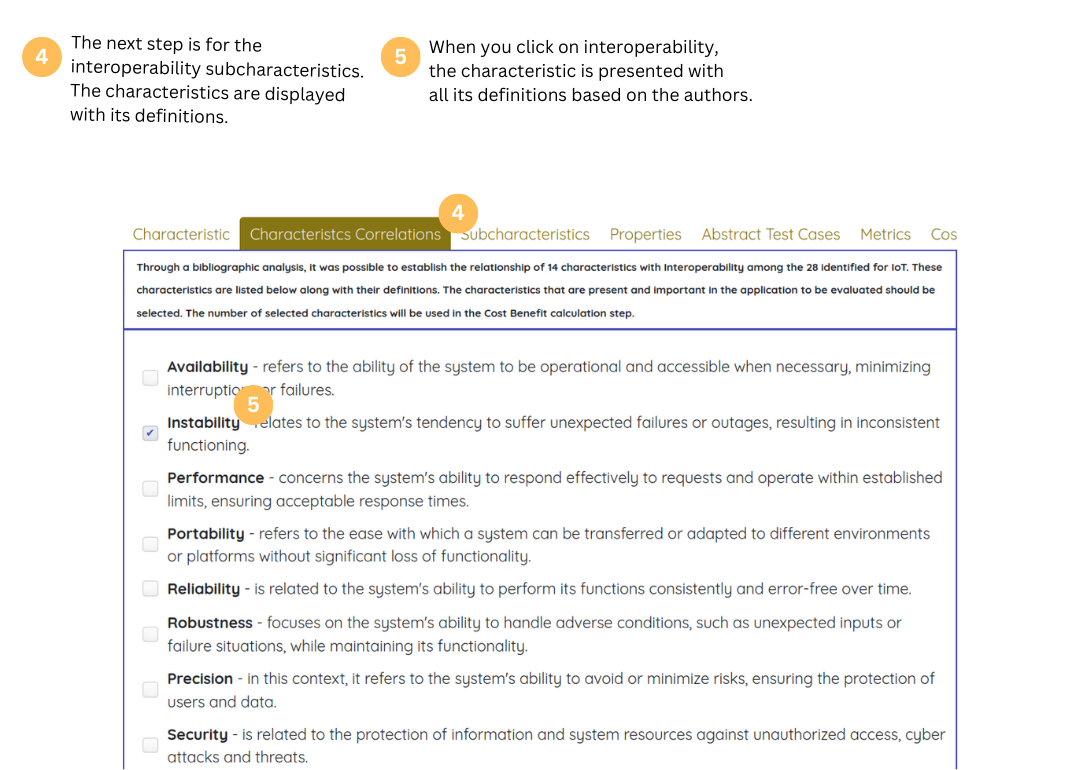 4
The next step is for the
interoperability subcharacteristics.
The characteristics are displayed
with its definitions.
5
When you click on interoperability,
the characteristic is presented with
all its definitions based on the authors.
4
Characteristic Characteristcs Correlations Subcharacteristics Properties Abstract Test Cases Metrics Cos
Through a bibliographic analysis, it was possible to establish the relationship of 14 characteristics with Interoperability among the 28 identified for IoT. These
characteristics are listed below along with their definitions. The characteristics that are present and important in the application to be evaluated should be
selected. The number of selected characteristics will be used in the Cost Benefit calculation step.
Availability - refers to the ability of the system to be operational and accessible when necessary, minimizing
interruptions or failures.
5
Instability - relates to the system's tendency to suffer unexpected failures or outages, resulting in inconsistent
functioning.
Performance - concerns the system's ability to respond effectively to requests and operate within established
limits, ensuring acceptable response times.
Portability - refers to the ease with which a system can be transferred or adapted to different environments
or platforms without significant loss of functionality.
Reliability - is related to the system's ability to perform its functions consistently and error-free over time.
Robustness - focuses on the system's ability to handle adverse conditions, such as unexpected inputs or
failure situations, while maintaining its functionality.
Precision - in this context, it refers to the system's ability to avoid or minimize risks, ensuring the protection of
users and data.
Security - is related to the protection of information and system resources against unauthorized access, cyber
attacks and threats.